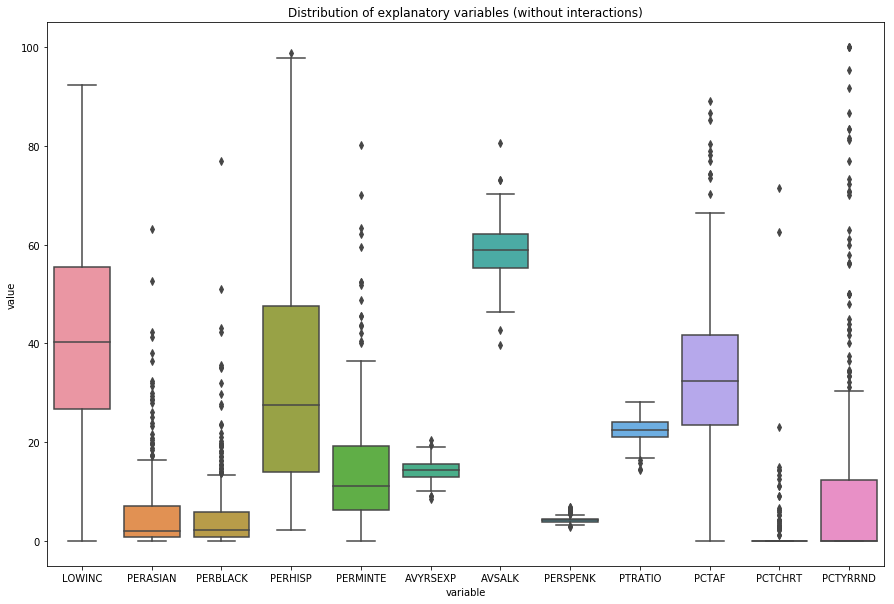 Distribution of explanatory variables (without interactions)
value
100
80
60
40
20
0
LOWINC PERASIAN PERBLACK PERHISP PERMINTE AVYRSEXP AVSALK PERSPENK PTRATIO PCTAF PCTCHRT PCTYRRND
variable